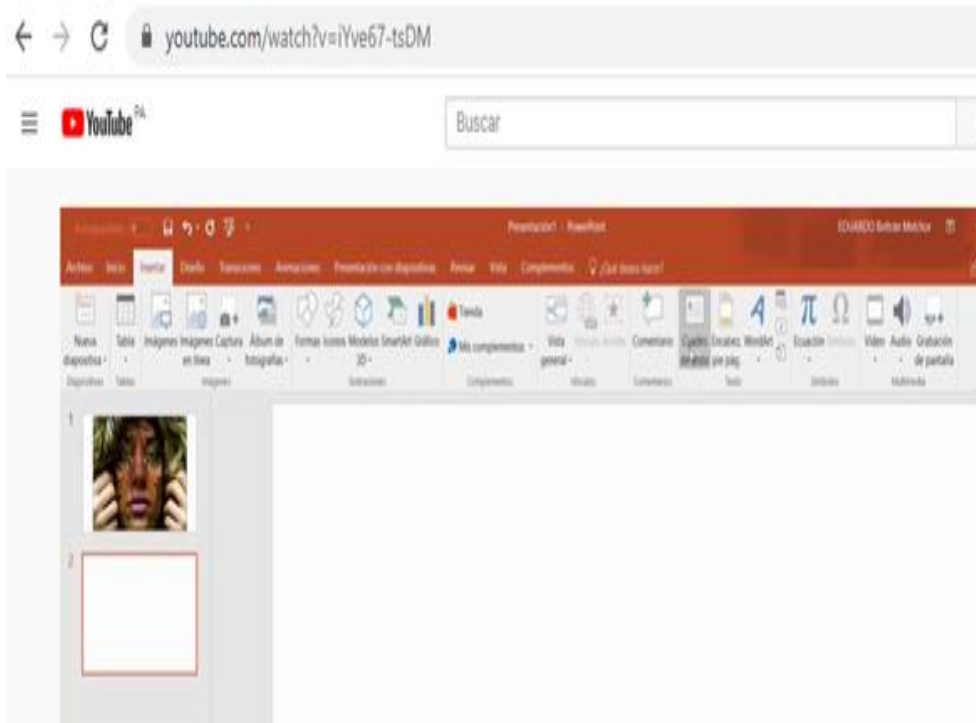 youtube.com/watch?v=iYve67-tsDM
YouTube PA
Buscar
Presentación1 - PowerPoint
EDUARDO Beltrán Melchor
Archivo Inicio Insertar Diseño Transiciones Animaciones Presentación con diapositivas Revisar Vista Complementos ¿Qué desea hacer?
Nueva diapositiva
Tabla
Imágenes
Imágenes en línea
Captura
Álbum de fotografías
Formas
Iconos
Modelos 3D
SmartArt
Gráfico
Tienda
Mis complementos
Vista general
Comentario
Cuadro de texto
Encabez. pie pág.
WordArt
Ecuación
Símbolo
Vídeo
Audio
Grabación de pantalla
Diapositivas
Tablas
Imágenes
Ilustraciones
Complementos
Vínculos
Comentarios
Texto
Símbolos
Multimedia
1
2